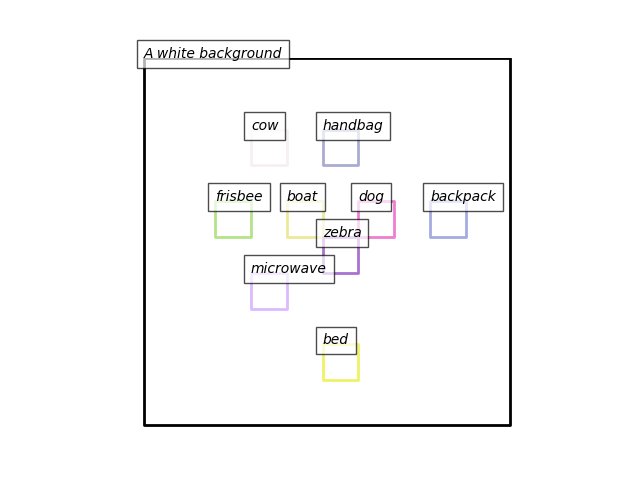 A white background
cow
handbag
frisbee
boat
dog
backpack
zebra
microwave
bed